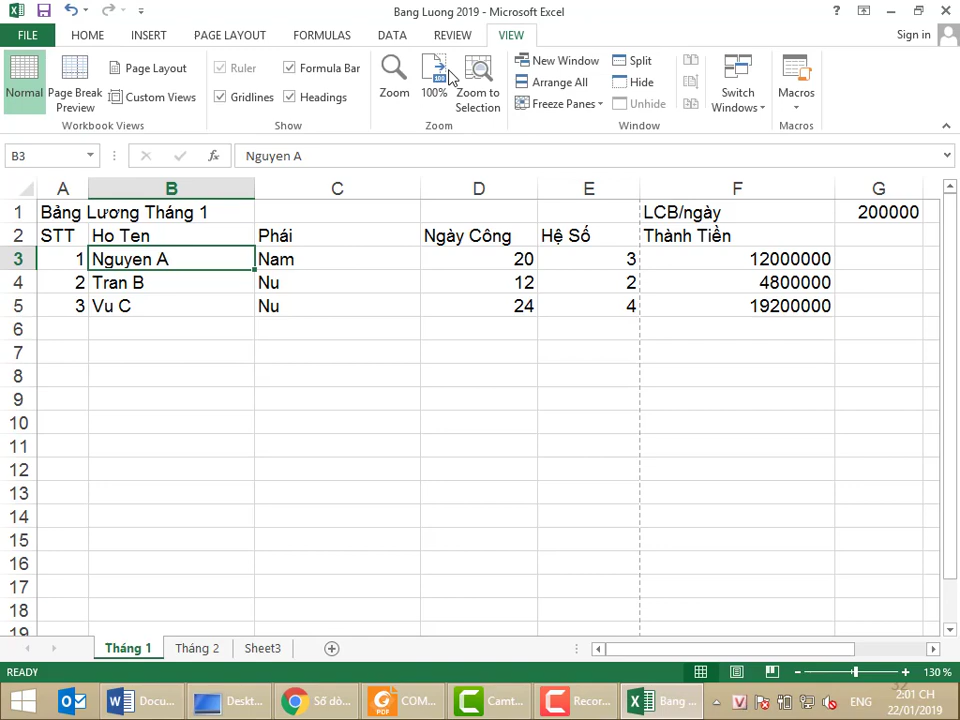 Bang Luong 2019 - Microsoft Excel
?
FILE HOME INSERT PAGE LAYOUT FORMULAS DATA REVIEW VIEW Sign in
Normal
Page Break Preview
Page Layout
Custom Views
Workbook Views
Ruler
Formula Bar
Gridlines
Headings
Show
Zoom
100%
Zoom to Selection
Zoom
New Window
Arrange All
Freeze Panes
Split
Hide
Unhide
Window
Switch Windows
Macros
Macros
B3 fx Nguyen A
A B C D E F G
1 Bảng Lương Tháng 1 LCB/ngày 200000
2 STT Ho Ten Phái Ngày Công Hệ Số Thành Tiền
3 1 Nguyen A Nam 20 3 12000000
4 2 Tran B Nu 12 2 4800000
5 3 Vu C Nu 24 4 19200000
6
7
8
9
10
11
12
13
14
15
16
17
18
19
Tháng 1 Tháng 2 Sheet3
READY 130 %
Docu... Deskt... Số dò... COM... Camt... Recor... Bang ... ENG 2:01 CH
22/01/2019